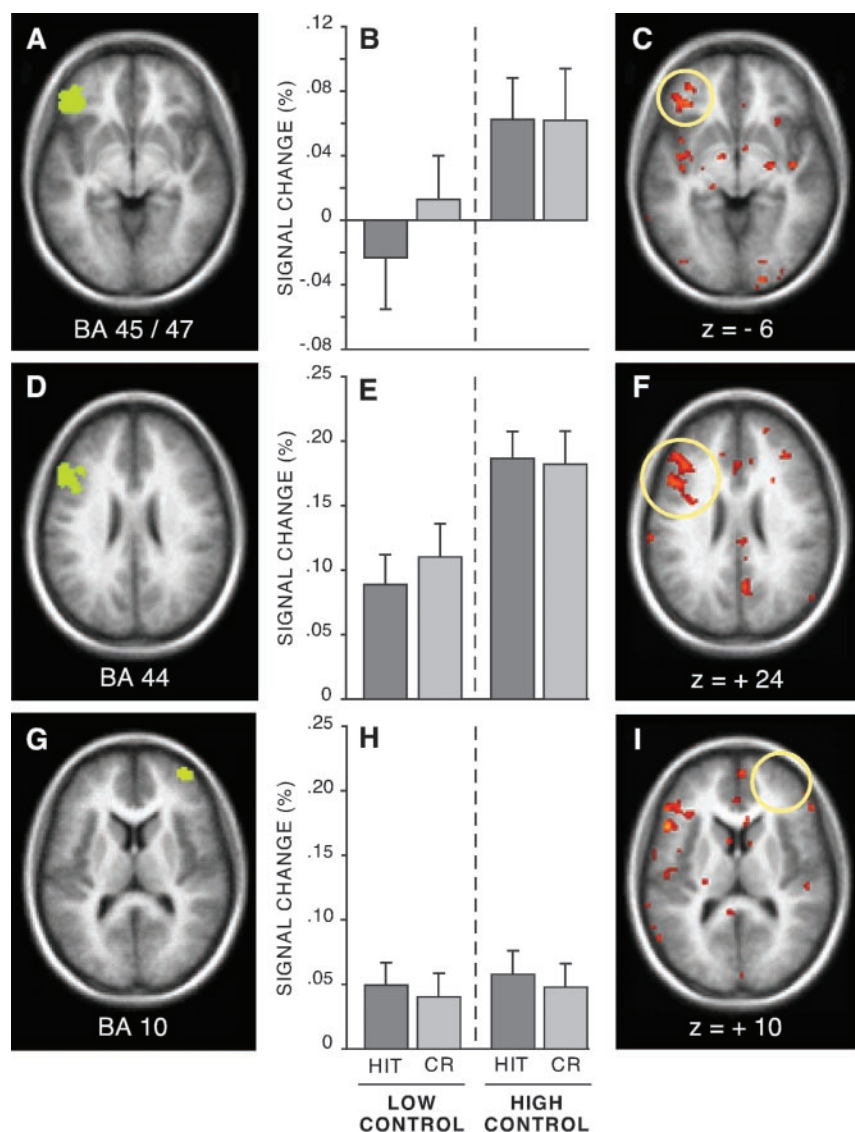 A
BA 45 / 47
B
SIGNAL CHANGE (%)
.12
.08
.04
0
-.04
-.08
C
z = - 6
D
BA 44
E
SIGNAL CHANGE (%)
.25
.20
.15
.10
.05
0
F
z = + 24
G
BA 10
H
SIGNAL CHANGE (%)
.25
.20
.15
.10
.05
0
HIT CR HIT CR
LOW CONTROL
HIGH CONTROL
I
z = + 10